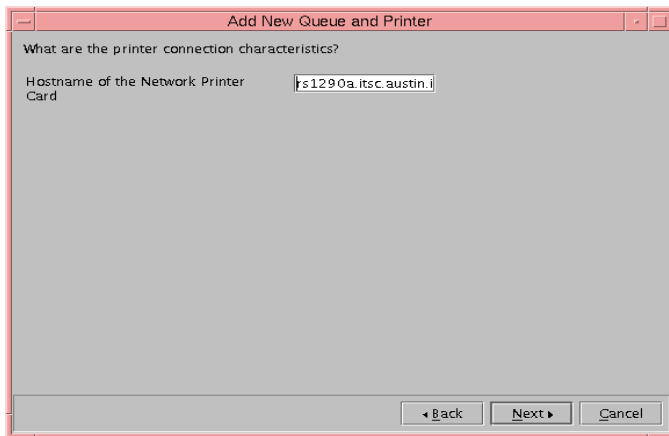 Add New Queue and Printer
What are the printer connection characteristics?
Hostname of the Network Printer
Card
rs1290a.itsc.austin.i
Back
Next
Cancel